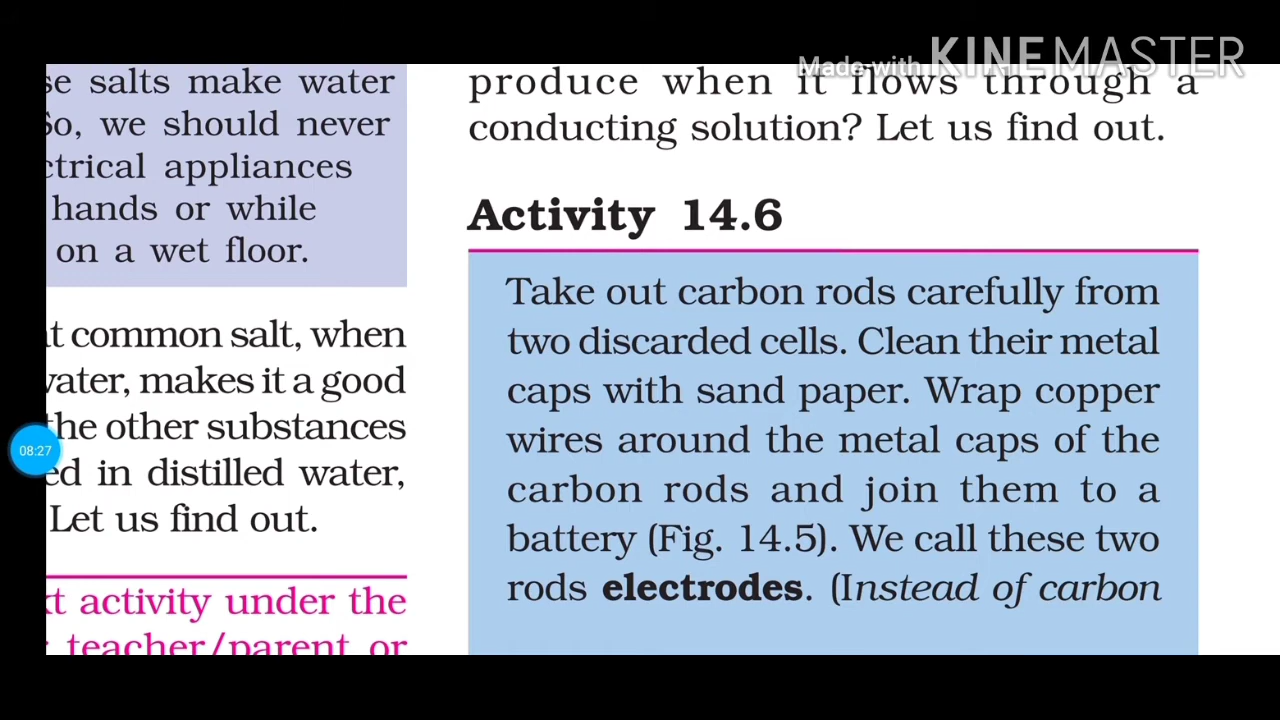 Made with KINEMASTER
se salts make water
So, we should never
ctrical appliances
hands or while
on a wet floor.
at common salt, when
water, makes it a good
the other substances
ed in distilled water,
Let us find out.
xt activity under the
teacher/parent or
08:27
produce when it flows through a
conducting solution? Let us find out.
Activity 14.6
Take out carbon rods carefully from
two discarded cells. Clean their metal
caps with sand paper. Wrap copper
wires around the metal caps of the
carbon rods and join them to a
battery (Fig. 14.5). We call these two
rods electrodes. (Instead of carbon